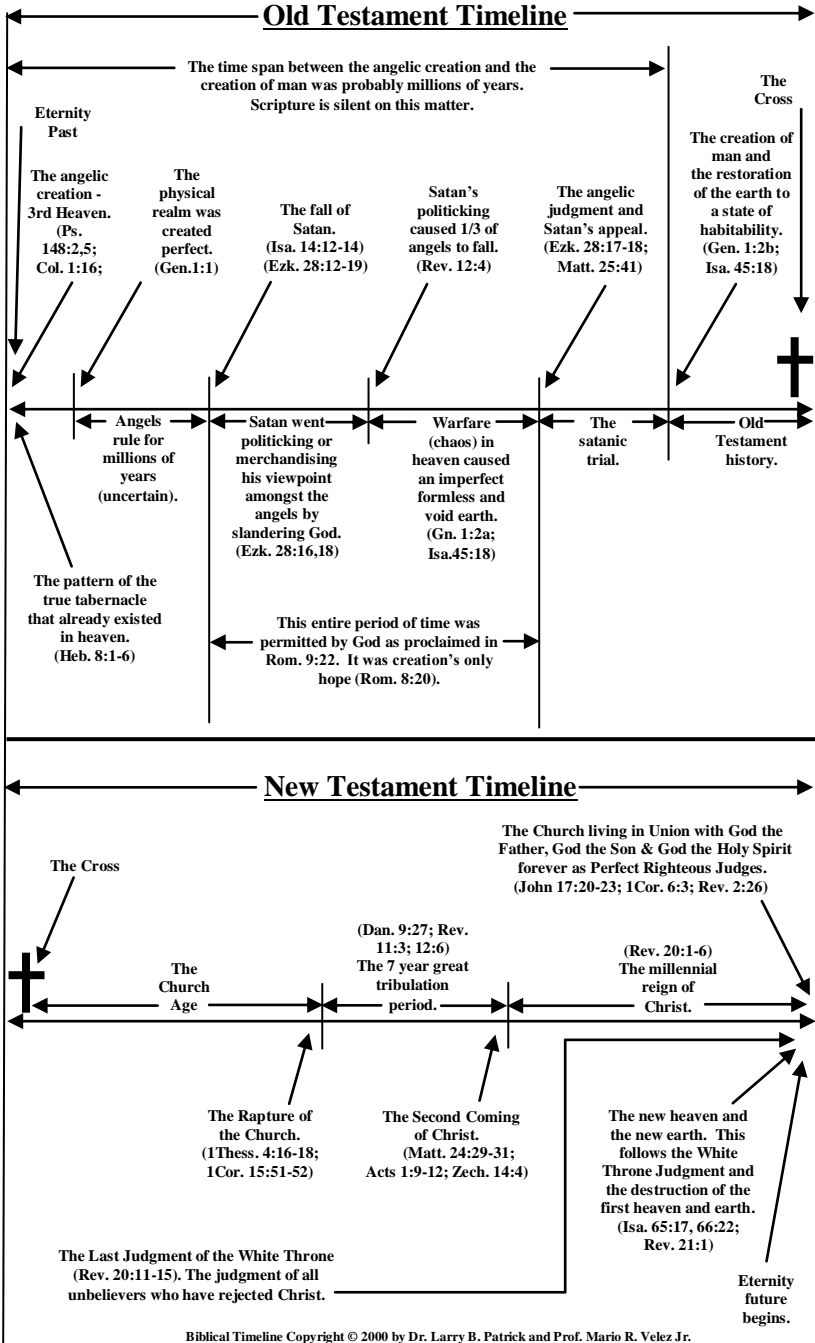 Old Testament Timeline
The time span between the angelic creation and the
creation of man was probably millions of years.
Scripture is silent on this matter.
The
Cross
Eternity
Past
The angelic
creation -
3rd Heaven.
(Ps.
148:2,5;
Col. 1:16;
The
physical
realm was
created
perfect.
(Gen.1:1)
The fall of
Satan.
(Isa. 14:12-14)
(Ezk. 28:12-19)
Satan's
politicking
caused 1/3 of
angels to fall.
(Rev. 12:4)
The angelic
judgment and
Satan's appeal.
(Ezk. 28:17-18;
Matt. 25:41)
The creation of
man and
the restoration
of the earth to
a state of
habitability.
(Gen. 1:2b;
Isa. 45:18)
Angels
rule for
millions of
years
(uncertain).
Satan went
politicking or
merchandising
his viewpoint
amongst the
angels by
slandering God.
(Ezk. 28:16,18)
Warfare
(chaos) in
heaven caused
an imperfect
formless and
void earth.
(Gn. 1:2a;
Isa.45:18)
The
satanic
trial.
Old
Testament
history.
The pattern of the
true tabernacle
that already existed
in heaven.
(Heb. 8:1-6)
This entire period of time was
permitted by God as proclaimed in
Rom. 9:22. It was creation's only
hope (Rom. 8:20).
New Testament Timeline
The Cross
The Church living in Union with God the
Father, God the Son & God the Holy Spirit
forever as Perfect Righteous Judges.
(John 17:20-23; 1Cor. 6:3; Rev. 2:26)
The
Church
Age
(Dan. 9:27; Rev.
11:3; 12:6)
The 7 year great
tribulation
period.
(Rev. 20:1-6)
The millennial
reign of
Christ.
The Rapture of
the Church.
(1Thess. 4:16-18;
1Cor. 15:51-52)
The Second Coming
of Christ.
(Matt. 24:29-31;
Acts 1:9-12; Zech. 14:4)
The new heaven and
the new earth. This
follows the White
Throne Judgment and
the destruction of the
first heaven and earth.
(Isa. 65:17, 66:22;
Rev. 21:1)
The Last Judgment of the White Throne
(Rev. 20:11-15). The judgment of all
unbelievers who have rejected Christ.
Eternity
future
begins.
Biblical Timeline Copyright © 2000 by Dr. Larry B. Patrick and Prof. Mario R. Velez Jr.